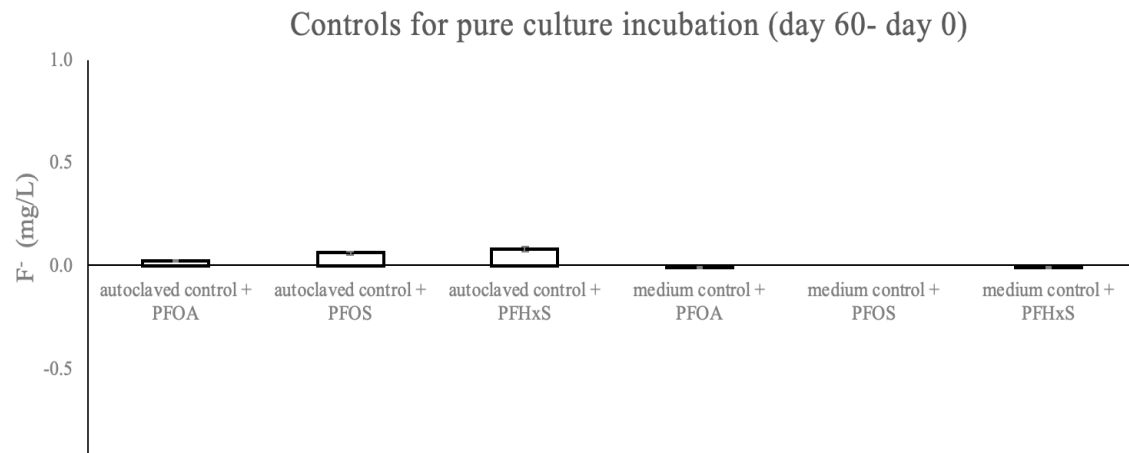 Controls for pure culture incubation (day 60- day 0)
1.0
0.5
0.0
-0.5
F⁻ (mg/L)
autoclaved control + PFOA
autoclaved control + PFOS
autoclaved control + PFHxS
medium control + PFOA
medium control + PFOS
medium control + PFHxS